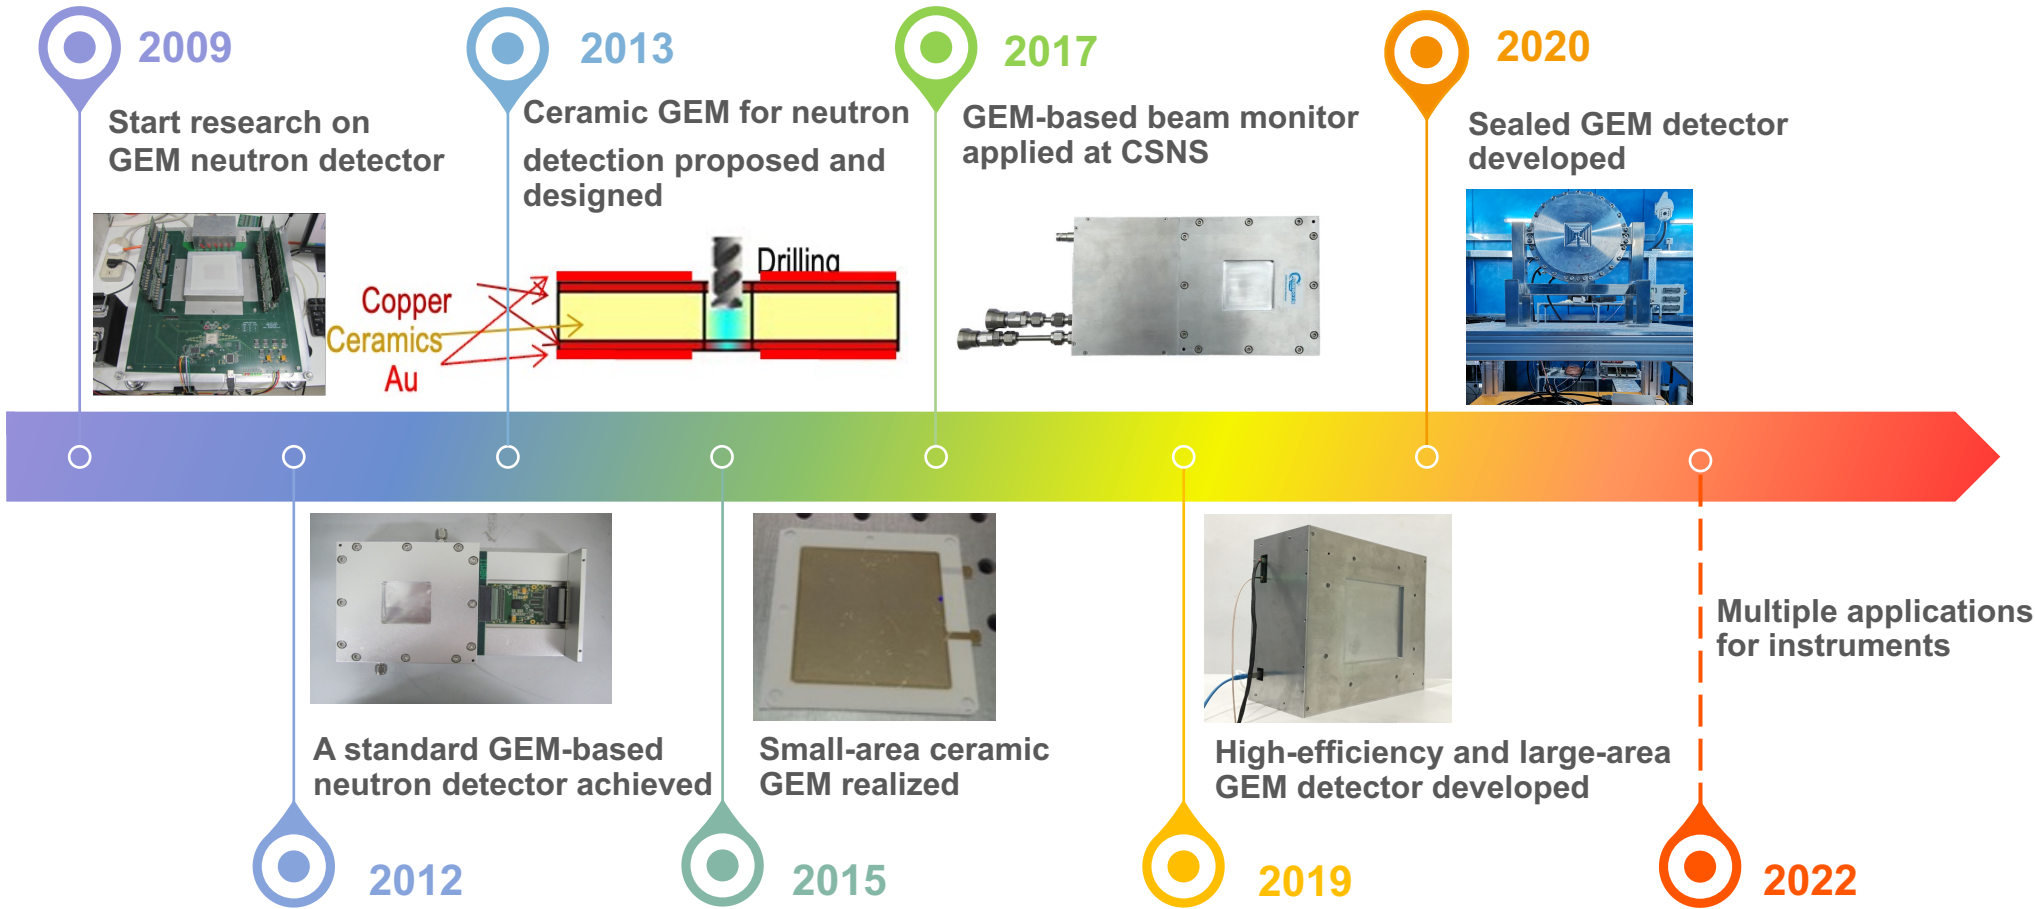 2009
Start research on
GEM neutron detector
2013
Ceramic GEM for neutron
detection proposed and
designed
Drilling
Copper
Ceramics
Au
2017
GEM-based beam monitor
applied at CSNS
2020
Sealed GEM detector
developed
A standard GEM-based
neutron detector achieved
2012
Small-area ceramic
GEM realized
2015
High-efficiency and large-area
GEM detector developed
2019
Multiple applications
for instruments
2022